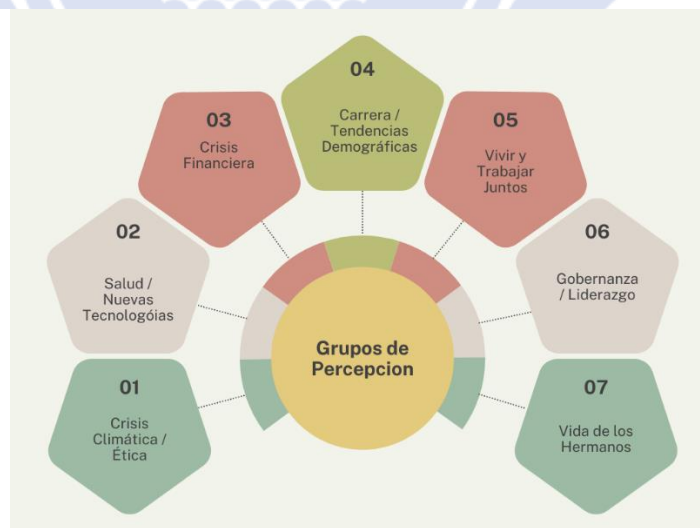 01
Crisis
Climática /
Ética
02
Salud /
Nuevas
Tecnologóias
03
Crisis
Financiera
04
Carrera /
Tendencias
Demográficas
05
Vivir y
Trabajar
Juntos
06
Gobernanza
/ Liderazgo
07
Vida de los
Hermanos
Grupos de
Percepcion